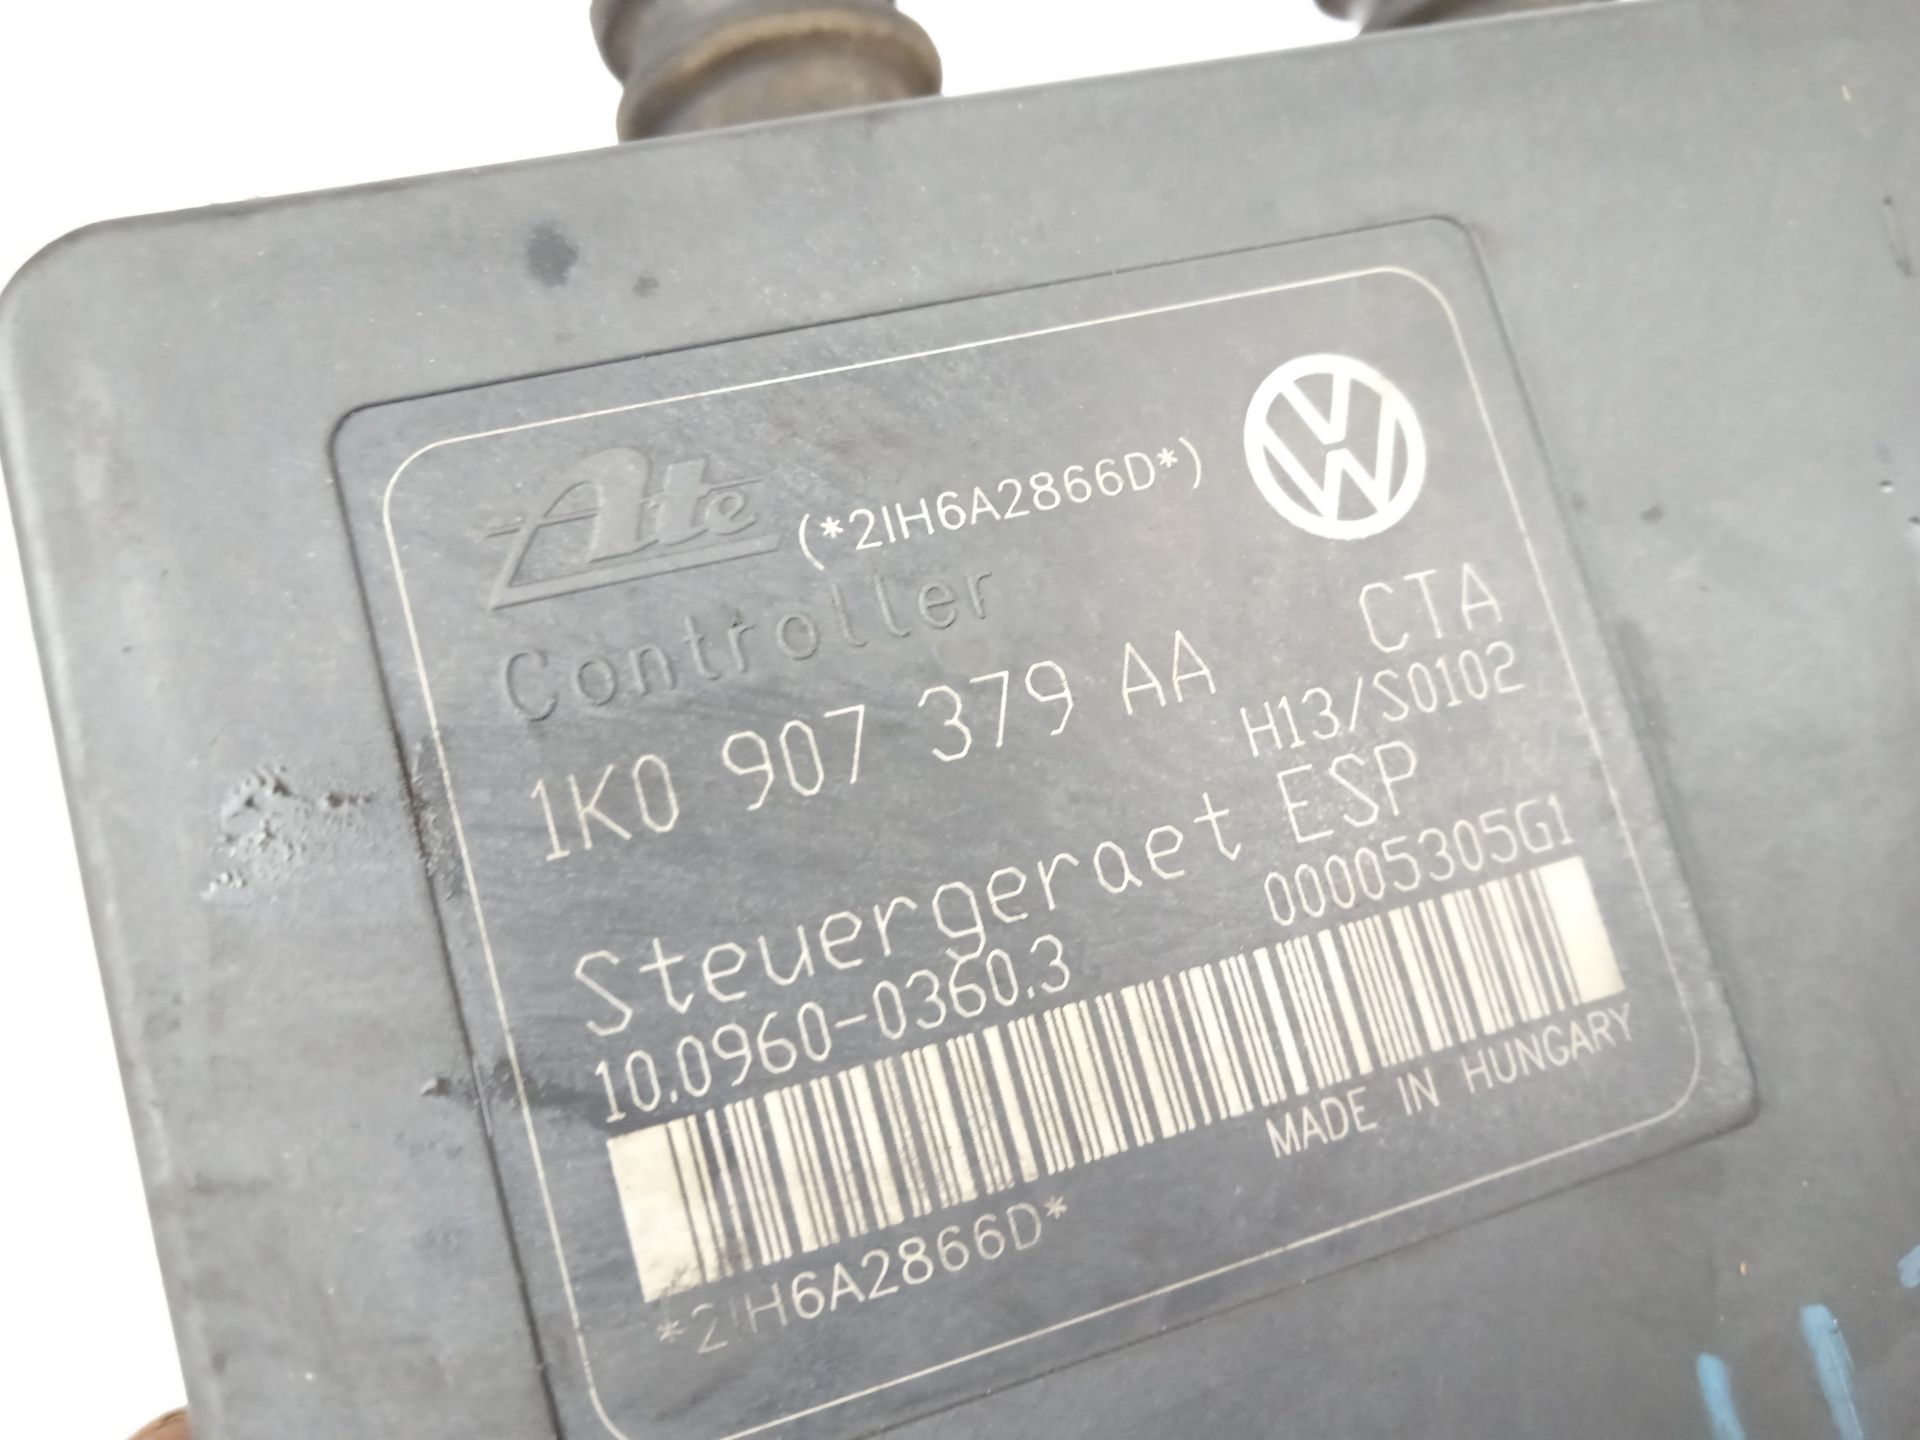 Ate (*2IH6A2866D*)
Controller
CTA
1K0 907 379 AA H13/S0102
Steuergeraet ESP
10.0960-0360.3 00005305G1
MADE IN HUNGARY
*2IH6A2866D*